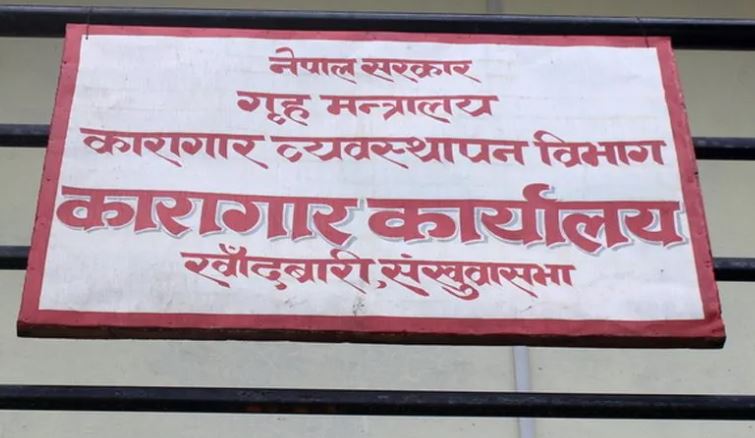 नेपाल सरकार
गृह मन्त्रालय
कारागार व्यवस्थापन विभाग
कारागार कार्यालय
खाँदबारी, संखुवासभा